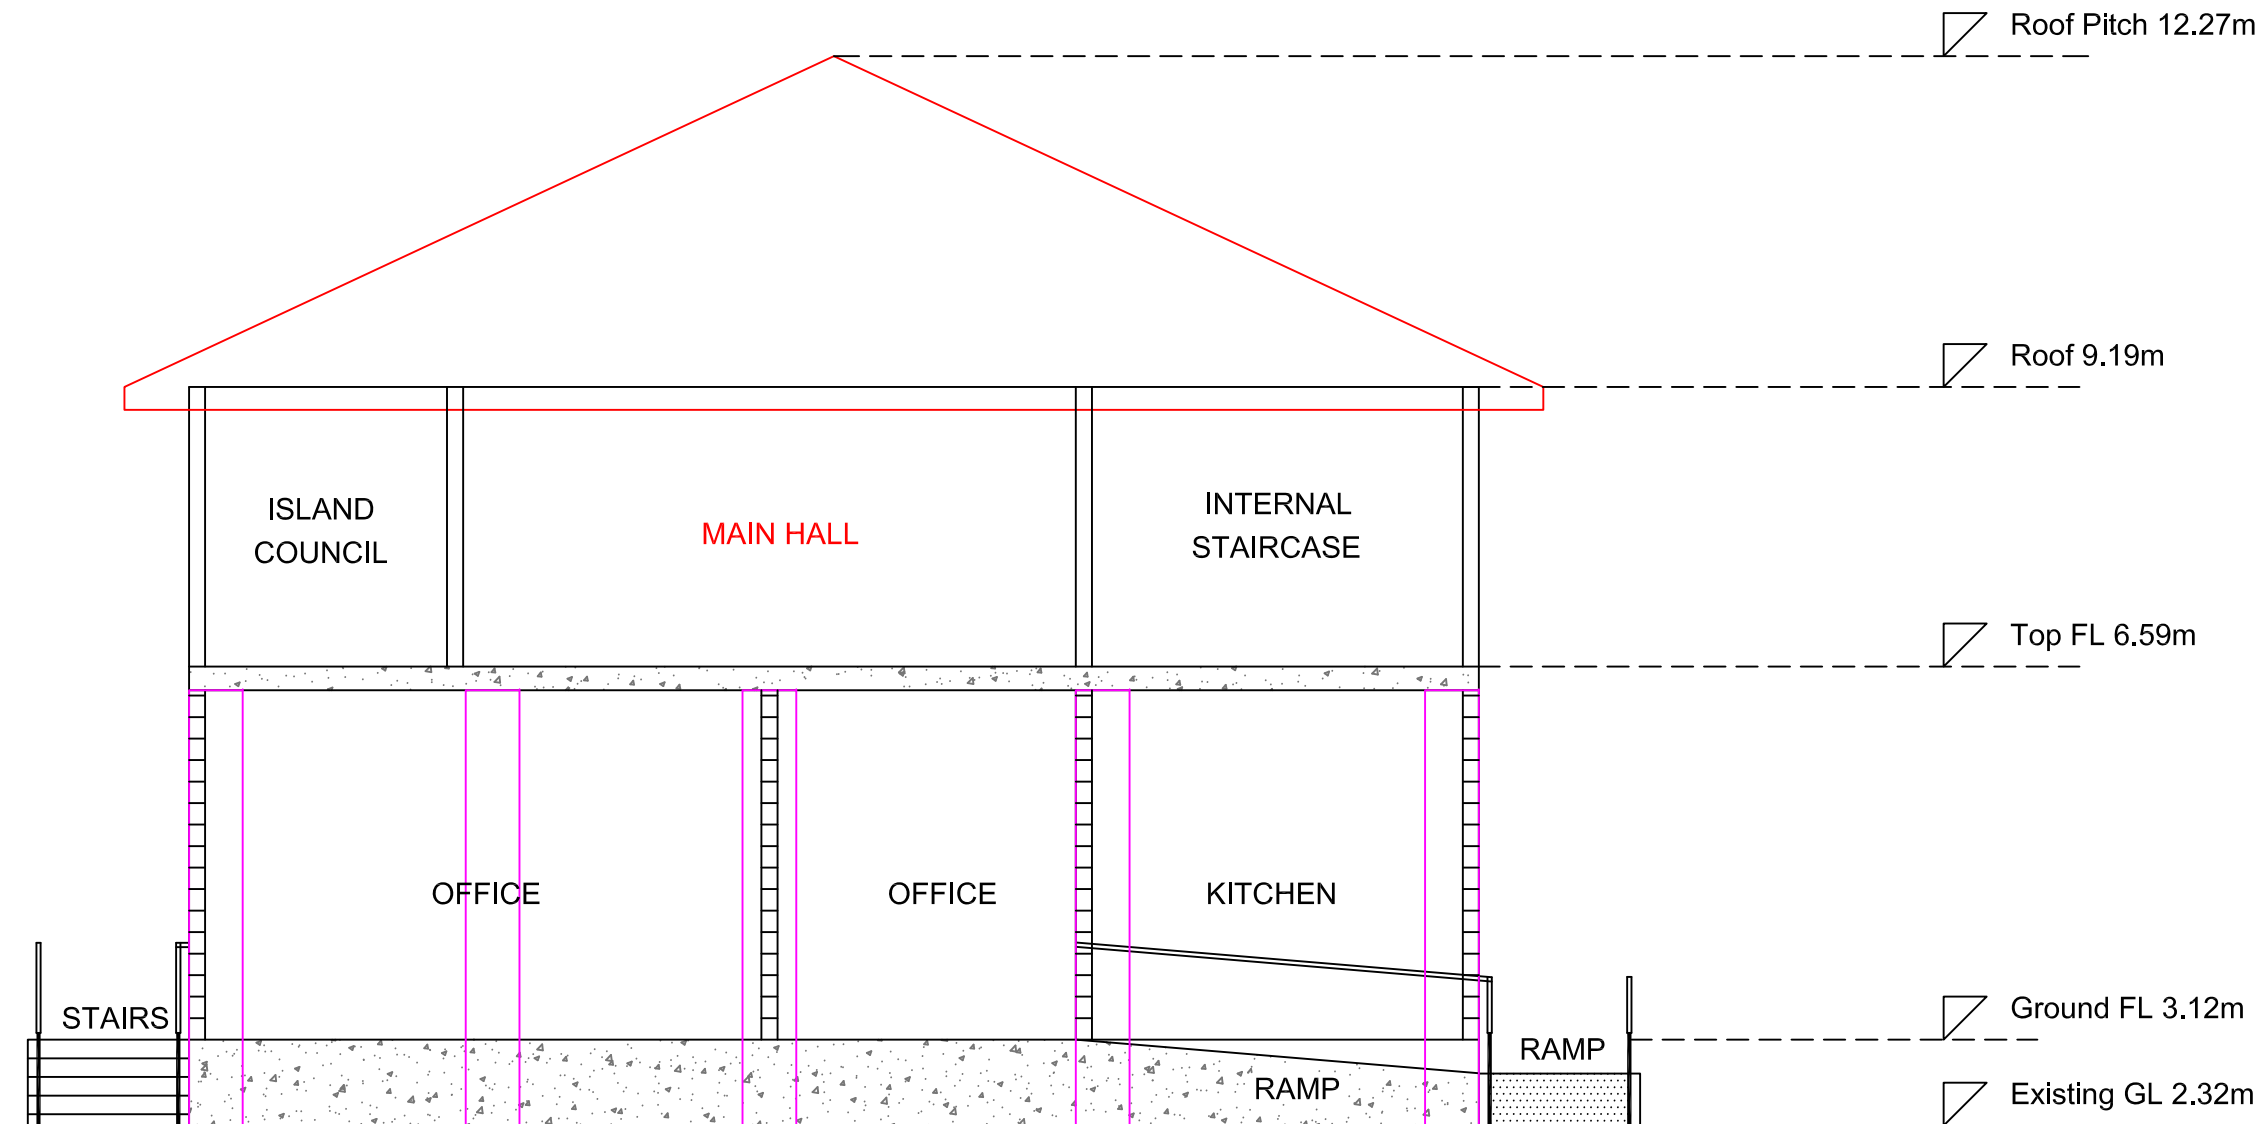 Roof Pitch 12.27m
Roof 9.19m
ISLAND
COUNCIL
MAIN HALL
INTERNAL
STAIRCASE
Top FL 6.59m
OFFICE
OFFICE
KITCHEN
STAIRS
Ground FL 3.12m
RAMP
RAMP
Existing GL 2.32m